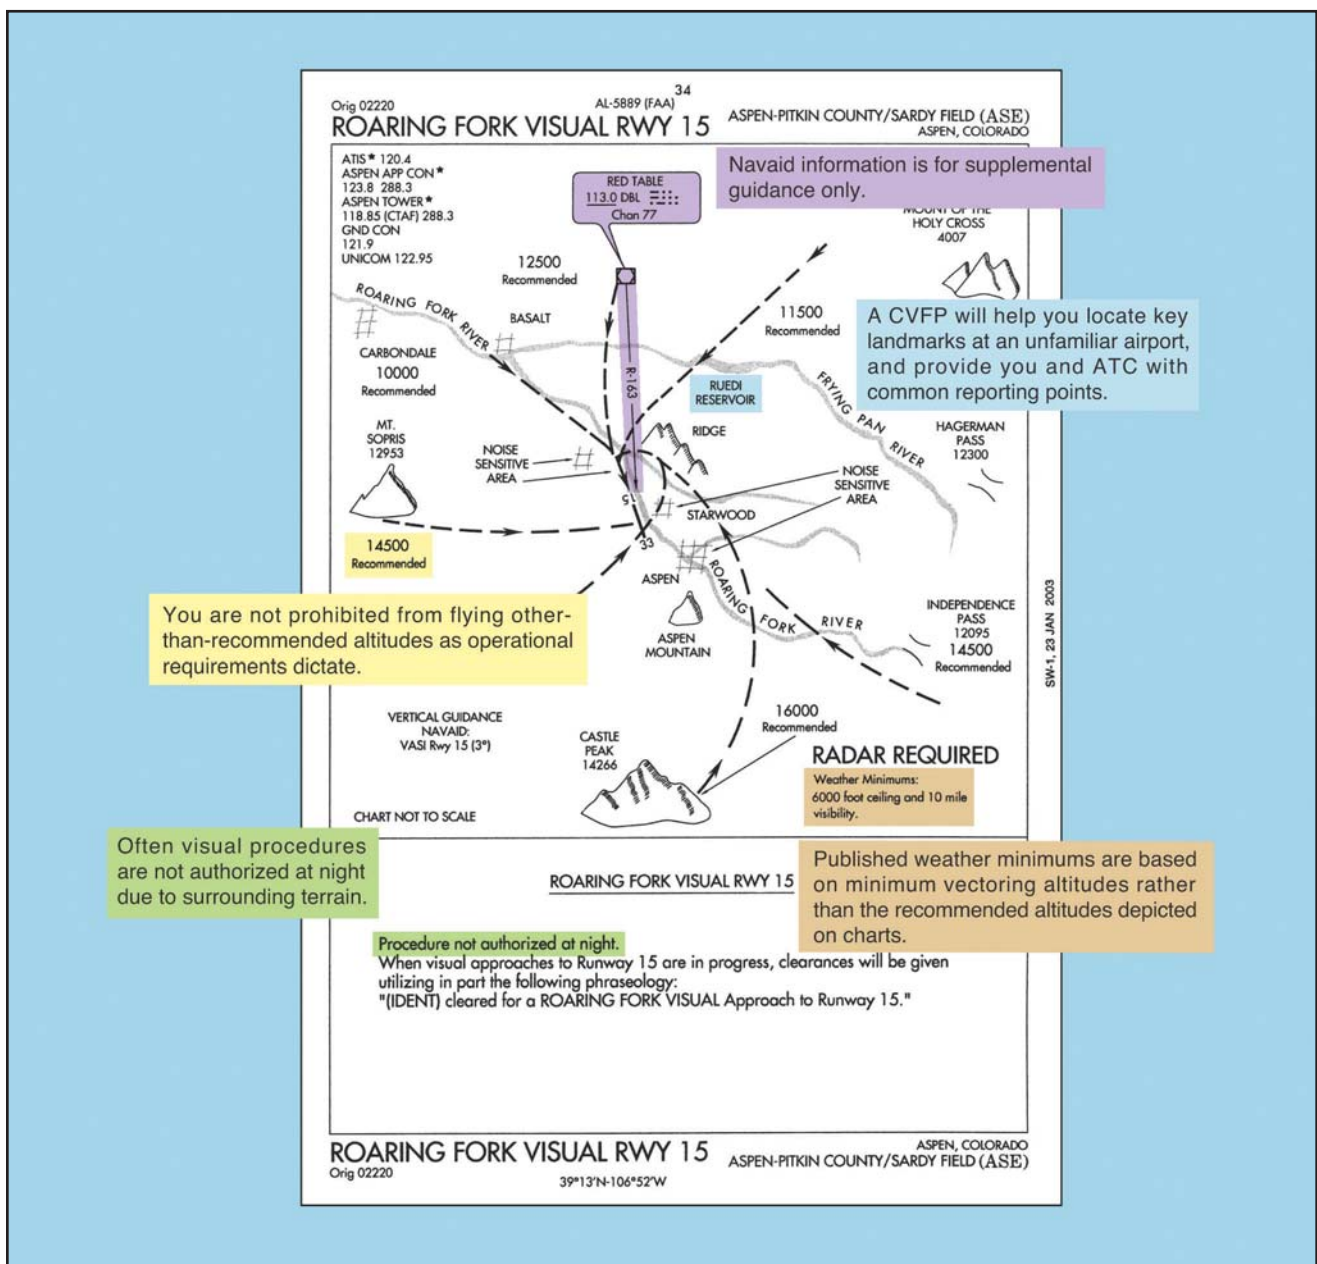 34
Orig 02220
AL-5889 (FAA)
ROARING FORK VISUAL RWY 15
ASPEN-PITKIN COUNTY/SARDY FIELD (ASE)
ASPEN, COLORADO
ATIS★ 120.4
ASPEN APP CON★
123.8 288.3
ASPEN TOWER★
118.85 (CTAF) 288.3
GND CON
121.9
UNICOM 122.95
RED TABLE
113.0 DBL
Chan 77
Navaid information is for supplemental
guidance only.
MOUNT OF THE
HOLY CROSS
4007
12500
Recommended
ROARING FORK RIVER
BASALT
CARBONDALE
10000
Recommended
R-163
11500
Recommended
A CVFP will help you locate key
landmarks at an unfamiliar airport,
and provide you and ATC with
common reporting points.
RUEDI
RESERVOIR
FRYING PAN RIVER
MT.
SOPRIS
12953
RIDGE
HAGERMAN
PASS
12300
NOISE
SENSITIVE
AREA
NOISE
SENSITIVE
AREA
15
STARWOOD
33
14500
Recommended
ASPEN
ROARING FORK RIVER
ASPEN
MOUNTAIN
INDEPENDENCE
PASS
12095
14500
Recommended
SW-1, 23 JAN 2003
You are not prohibited from flying other-
than-recommended altitudes as operational
requirements dictate.
VERTICAL GUIDANCE
NAVAID:
VASI Rwy 15 (3°)
CASTLE
PEAK
14266
16000
Recommended
RADAR REQUIRED
Weather Minimums:
6000 foot ceiling and 10 mile
visibility.
CHART NOT TO SCALE
Often visual procedures
are not authorized at night
due to surrounding terrain.
Published weather minimums are based
on minimum vectoring altitudes rather
than the recommended altitudes depicted
on charts.
ROARING FORK VISUAL RWY 15
Procedure not authorized at night.
When visual approaches to Runway 15 are in progress, clearances will be given
utilizing in part the following phraseology:
"(IDENT) cleared for a ROARING FORK VISUAL Approach to Runway 15."
ROARING FORK VISUAL RWY 15
Orig 02220
39°13'N-106°52'W
ASPEN, COLORADO
ASPEN-PITKIN COUNTY/SARDY FIELD (ASE)